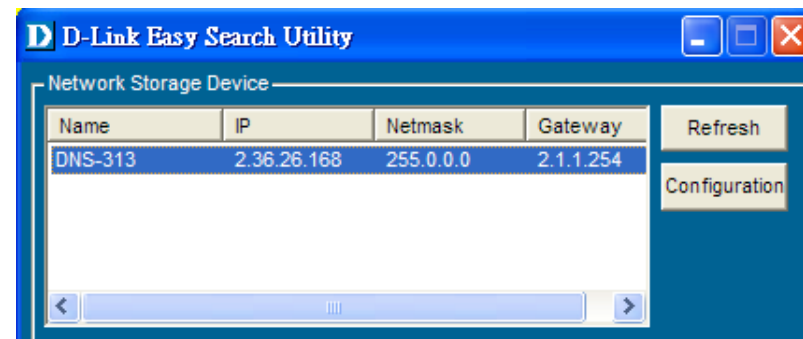 D D-Link Easy Search Utility
Network Storage Device
Name IP Netmask Gateway
DNS-313 2.36.26.168 255.0.0.0 2.1.1.254
Refresh
Configuration